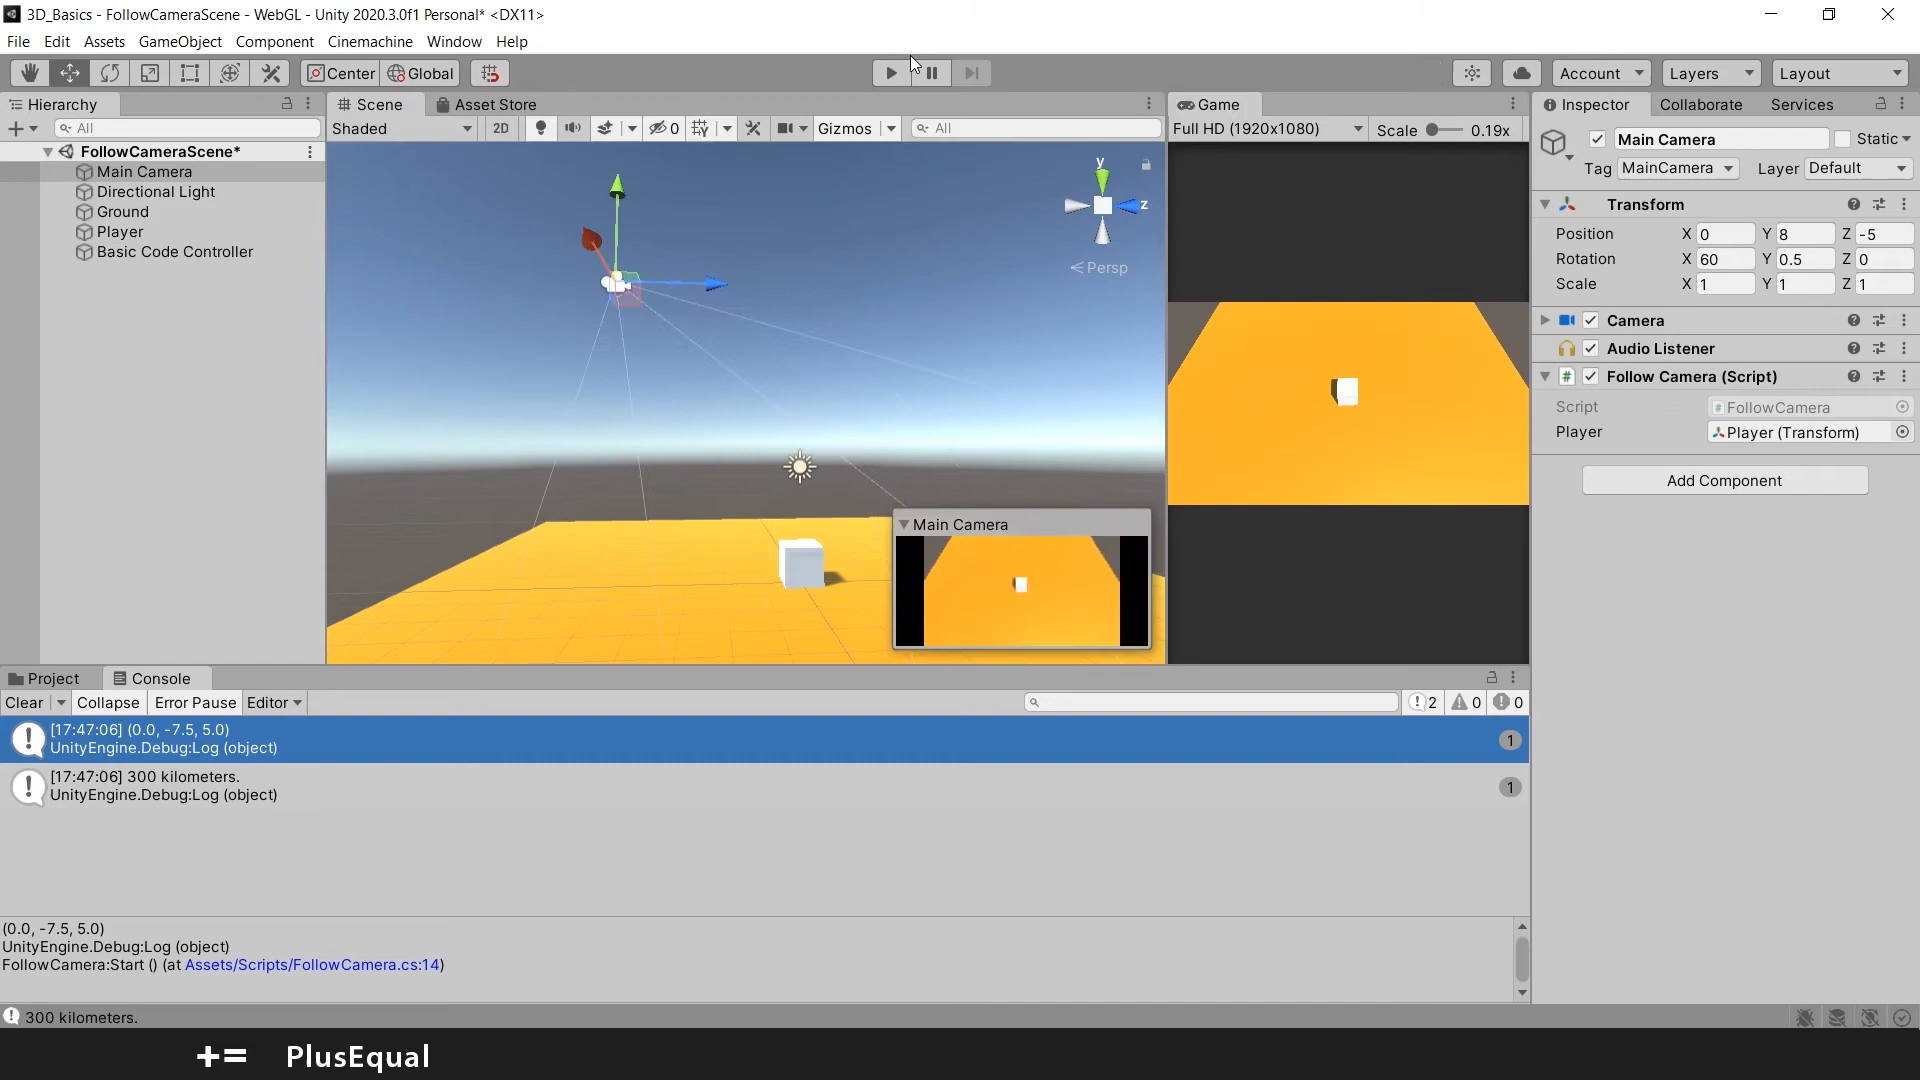 3D_Basics - FollowCameraScene - WebGL - Unity 2020.3.0f1 Personal* <DX11>
File Edit Assets GameObject Component Cinemachine Window Help
Center Global Account Layers Layout
Hierarchy
All
FollowCameraScene*
Main Camera
Directional Light
Ground
Player
Basic Code Controller
Scene Asset Store
Shaded 2D 0 Gizmos All
y
z
Persp
Main Camera
Game
Full HD (1920x1080) Scale 0.19x
Inspector Collaborate Services
Main Camera Static
Tag MainCamera Layer Default
Transform
Position X 0 Y 8 Z -5
Rotation X 60 Y 0.5 Z 0
Scale X 1 Y 1 Z 1
Camera
Audio Listener
# Follow Camera (Script)
Script # FollowCamera
Player Player (Transform)
Add Component
Project Console
Clear Collapse Error Pause Editor 2 0 0
[17:47:06] (0.0, -7.5, 5.0)
UnityEngine.Debug:Log (object)
1
[17:47:06] 300 kilometers.
UnityEngine.Debug:Log (object)
1
(0.0, -7.5, 5.0)
UnityEngine.Debug:Log (object)
FollowCamera:Start () (at Assets/Scripts/FollowCamera.cs:14)
300 kilometers.
+= PlusEqual